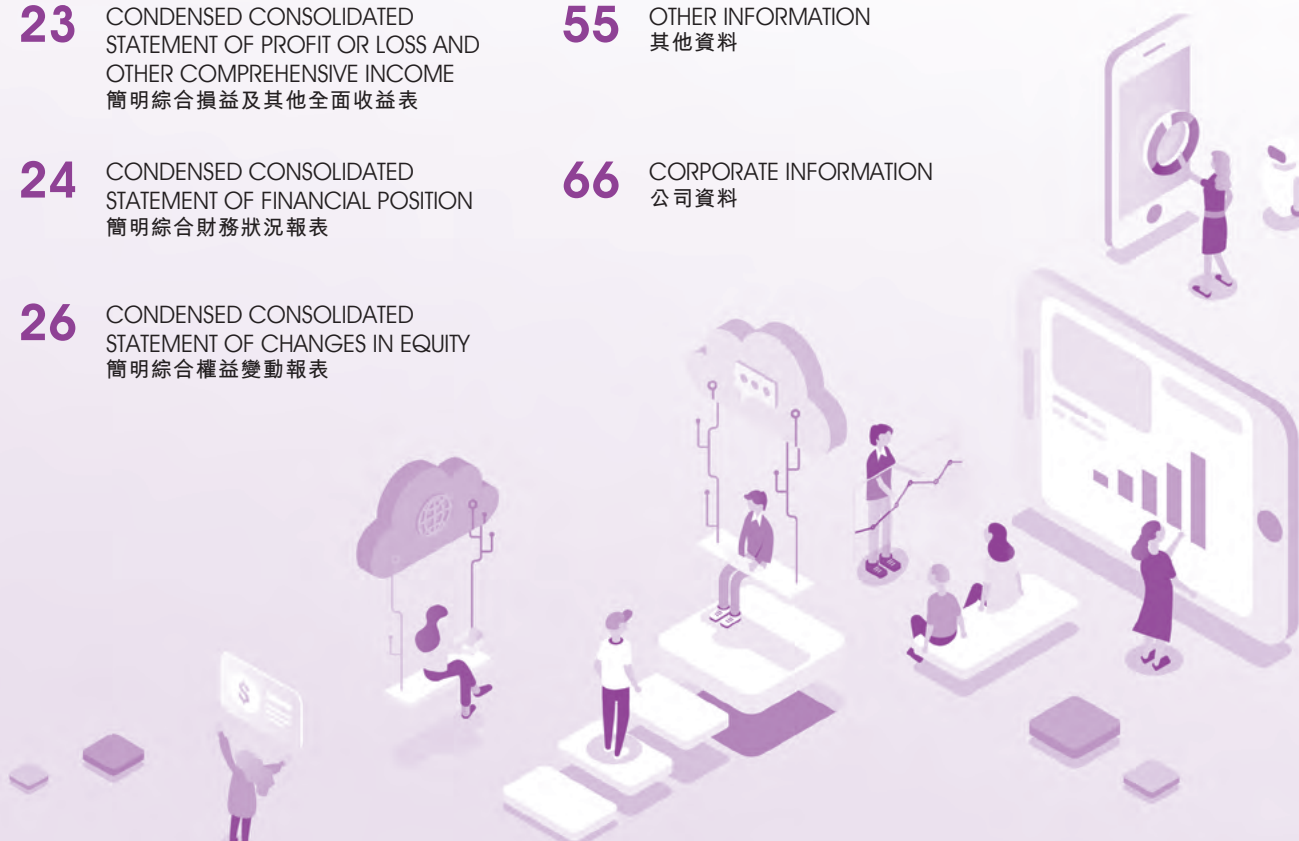 23
CONDENSED CONSOLIDATED
STATEMENT OF PROFIT OR LOSS AND
OTHER COMPREHENSIVE INCOME
簡明綜合損益及其他全面收益表
24
CONDENSED CONSOLIDATED
STATEMENT OF FINANCIAL POSITION
簡明綜合財務狀況報表
26
CONDENSED CONSOLIDATED
STATEMENT OF CHANGES IN EQUITY
簡明綜合權益變動報表
55
OTHER INFORMATION
其他資料
66
CORPORATE INFORMATION
公司資料
$